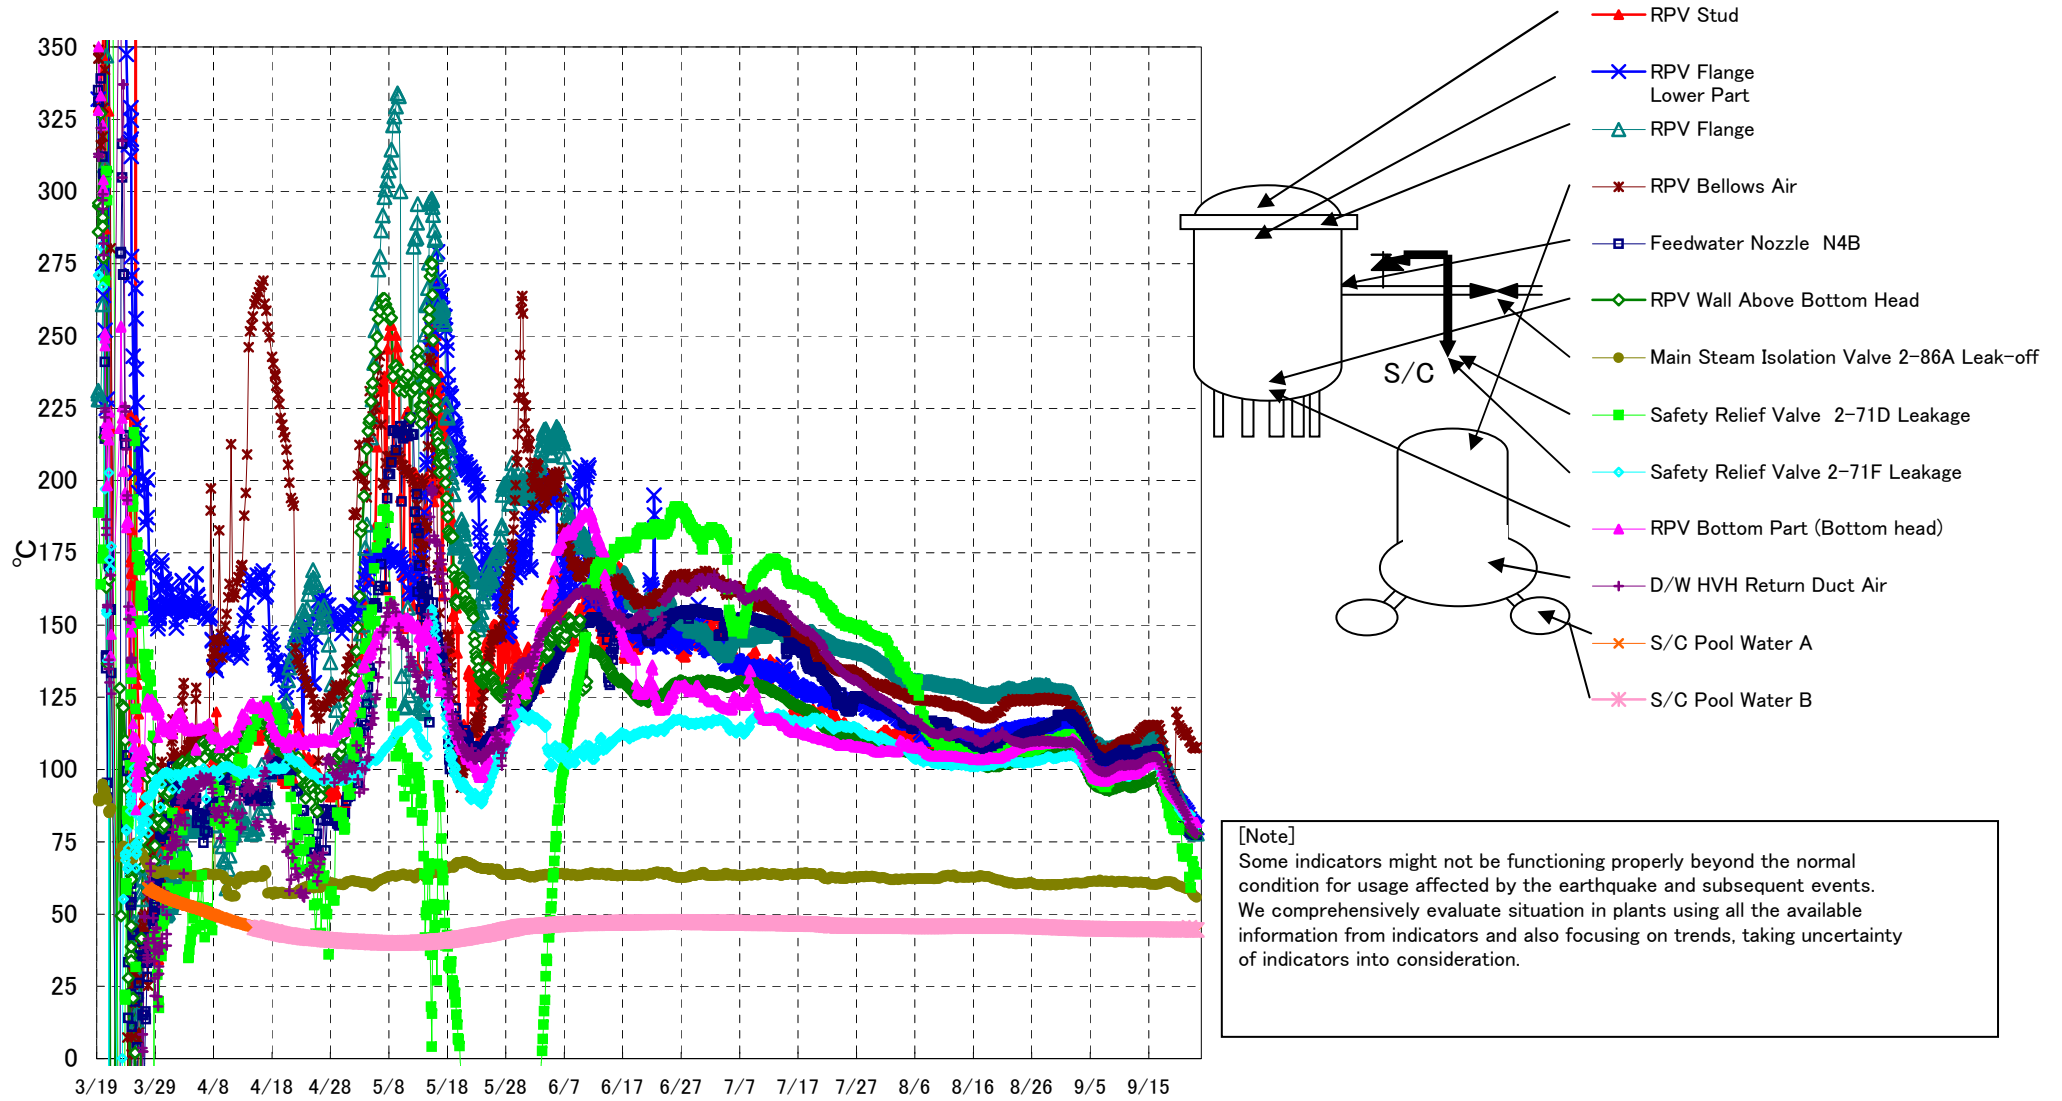 350
325
300
275
250
225
200
175
150
125
100
75
50
25
0
℃
3/19 3/29 4/8 4/18 4/28 5/8 5/18 5/28 6/7 6/17 6/27 7/7 7/17 7/27 8/6 8/16 8/26 9/5 9/15
RPV Stud
RPV Flange
Lower Part
RPV Flange
RPV Bellows Air
Feedwater Nozzle N4B
RPV Wall Above Bottom Head
Main Steam Isolation Valve 2-86A Leak-off
Safety Relief Valve 2-71D Leakage
Safety Relief Valve 2-71F Leakage
RPV Bottom Part (Bottom head)
D/W HVH Return Duct Air
S/C Pool Water A
S/C Pool Water B
S/C
[Note]
Some indicators might not be functioning properly beyond the normal
condition for usage affected by the earthquake and subsequent events.
We comprehensively evaluate situation in plants using all the available
information from indicators and also focusing on trends, taking uncertainty
of indicators into consideration.